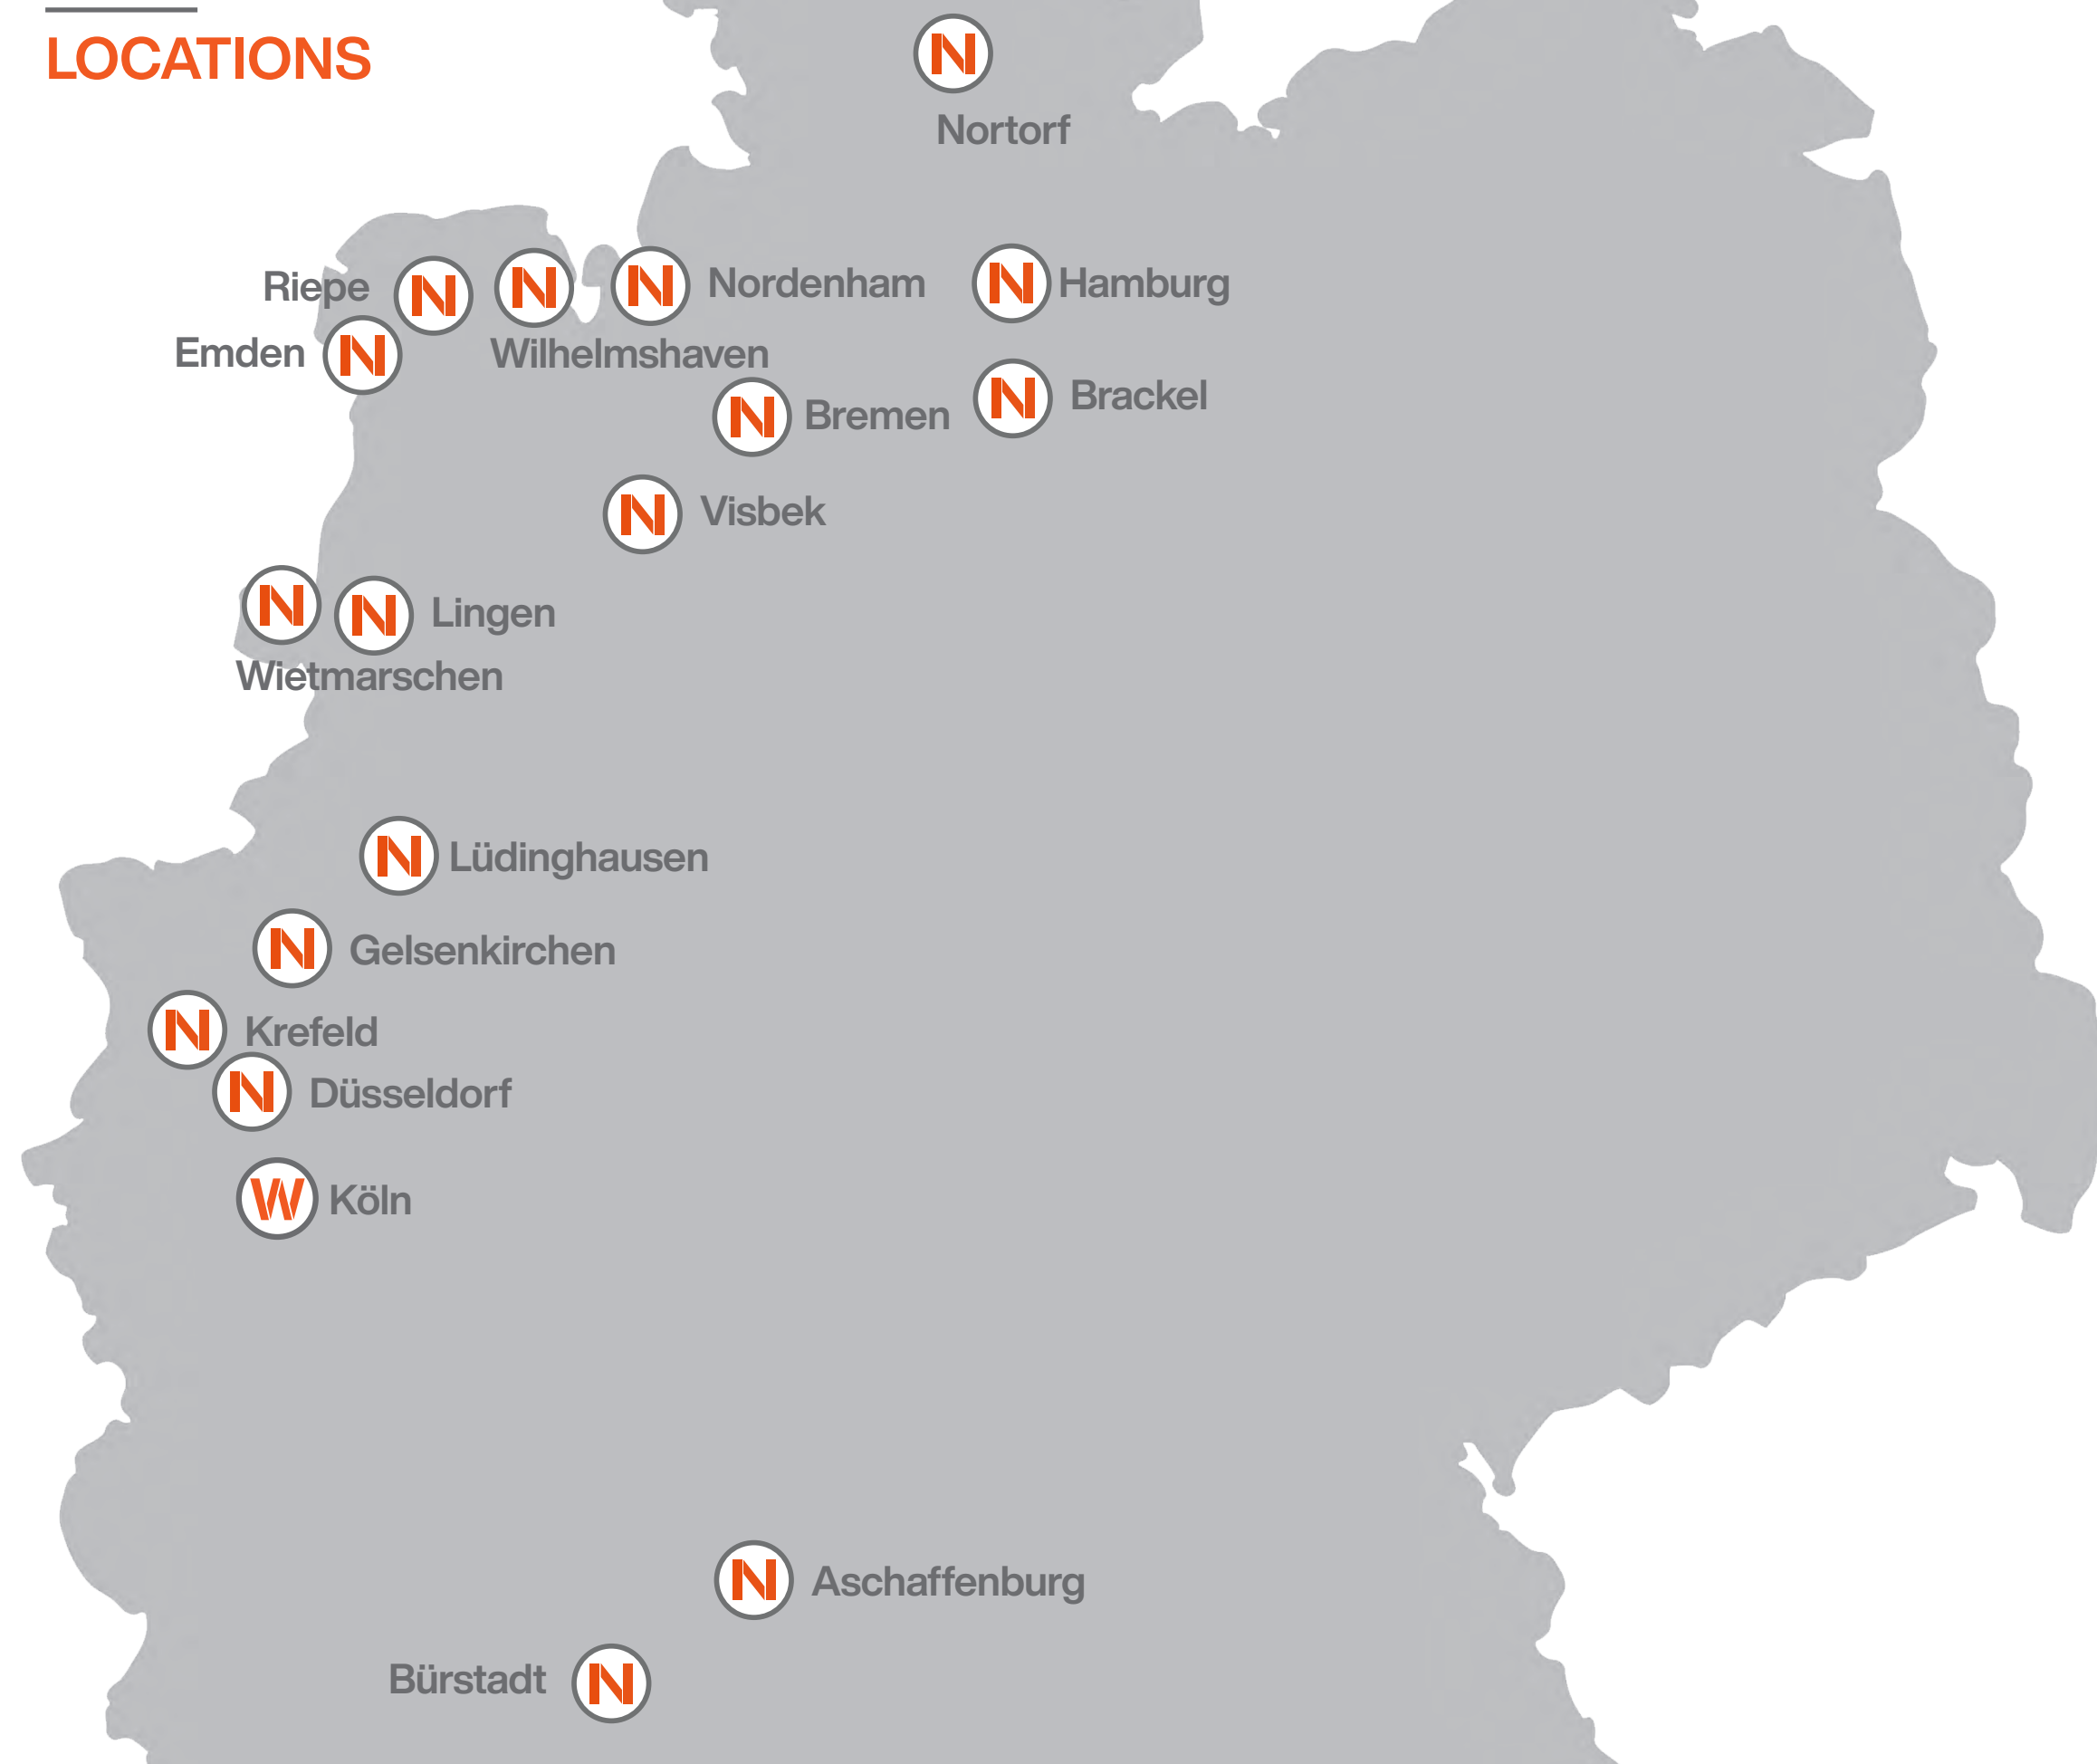 LOCATIONS
N
Nortorf
Riepe N N N Nordenham N Hamburg
Emden N Wilhelmshaven
N Bremen N Brackel
N Visbek
N N Lingen
Wietmarschen
N Lüdinghausen
N Gelsenkirchen
N Krefeld
N Düsseldorf
W Köln
N Aschaffenburg
Bürstadt N